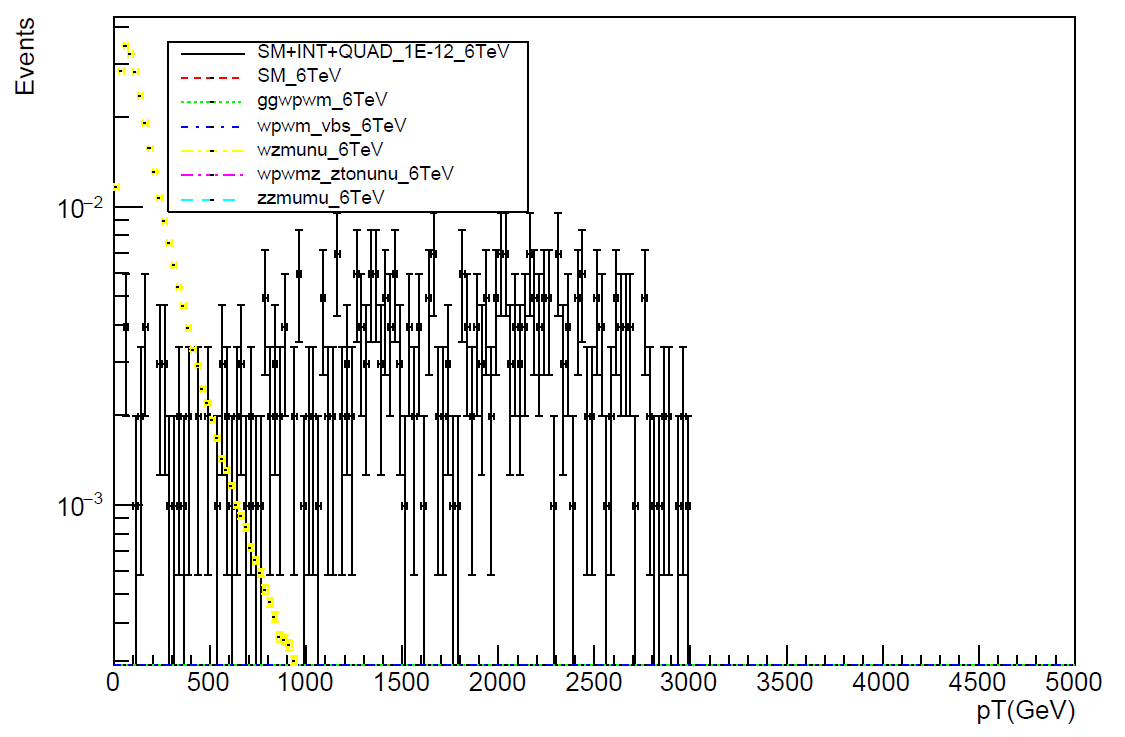 Events
SM+INT+QUAD_1E-12_6TeV
SM_6TeV
ggwpwm_6TeV
wpwm_vbs_6TeV
wzmunu_6TeV
wpwmz_ztonunu_6TeV
zzmumu_6TeV
10−2
10−3
0 500 1000 1500 2000 2500 3000 3500 4000 4500 5000
pT(GeV)